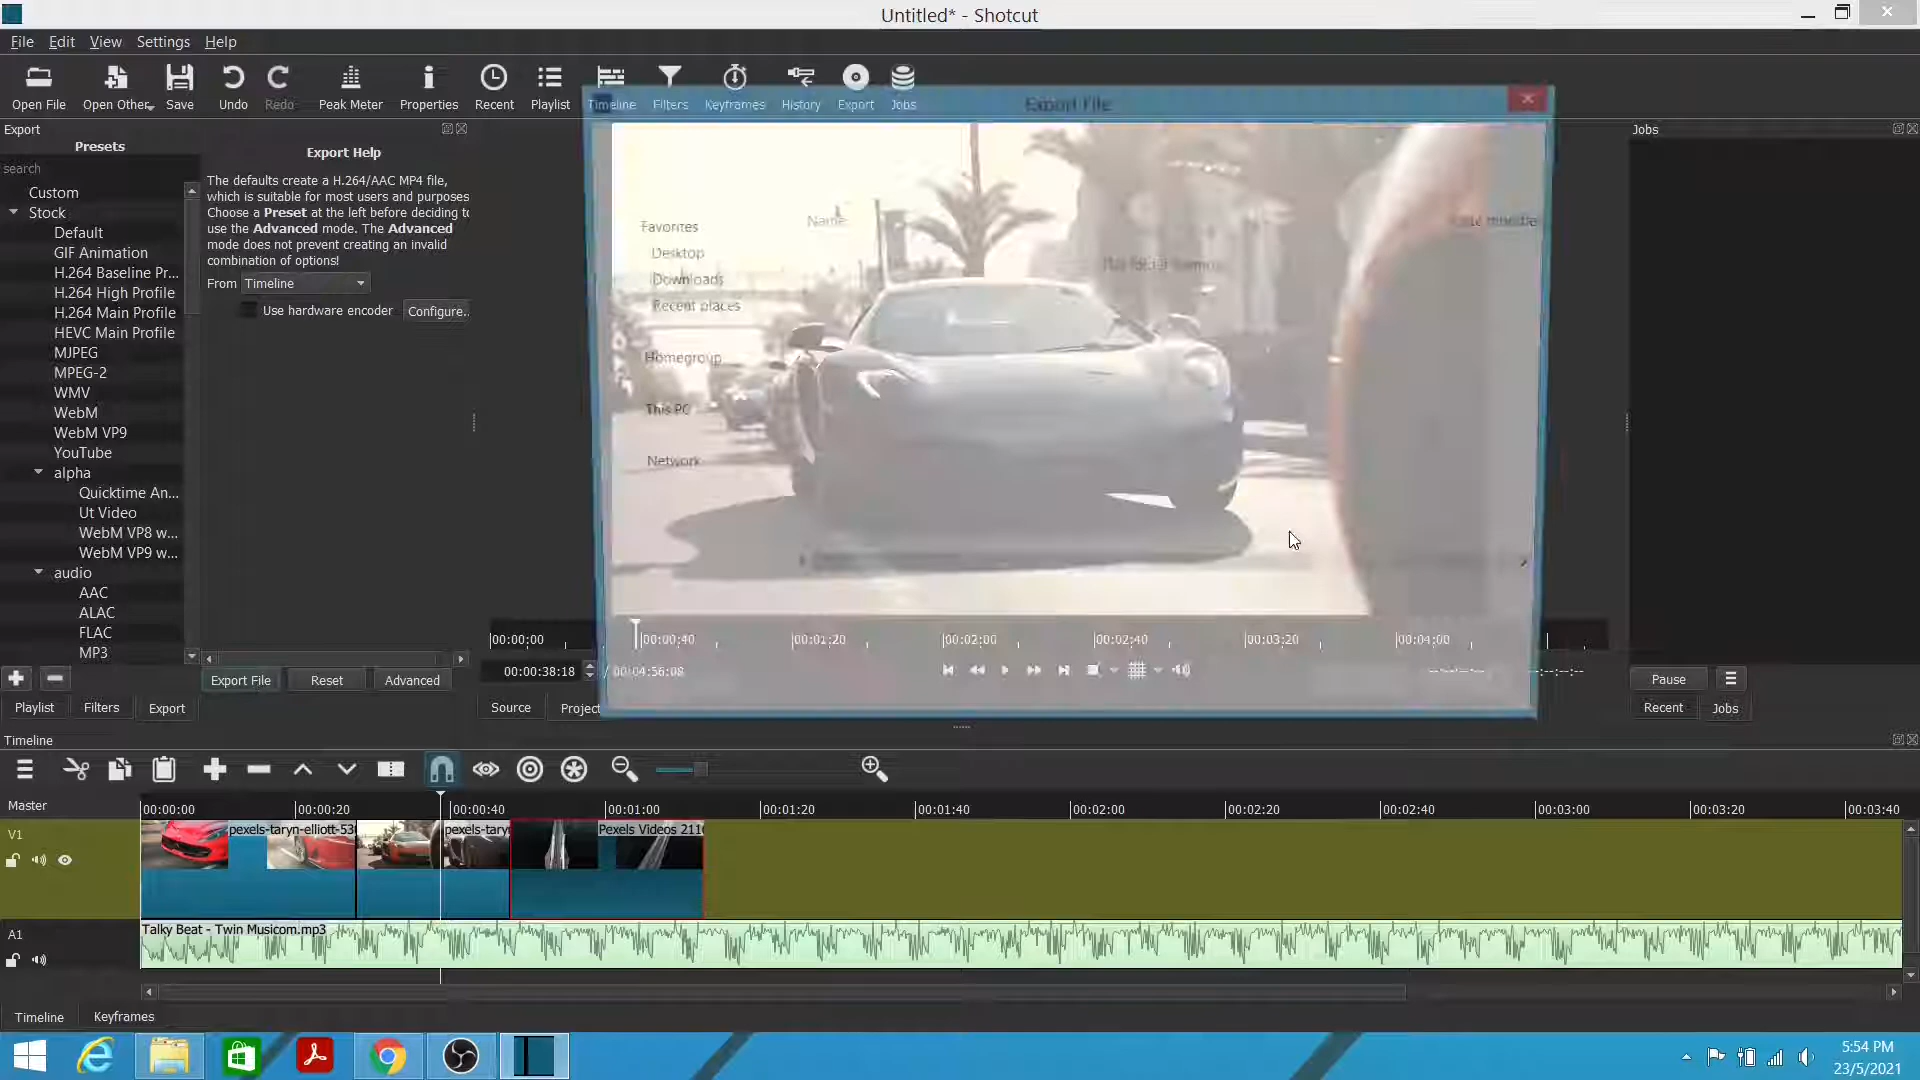 Untitled* - Shotcut
File Edit View Settings Help
Open File Open Other Save Undo Redo Peak Meter Properties Recent Playlist Timeline Filters Keyframes History Export Jobs
Export File
Export
Jobs
Presets
search
Custom
Stock
Default
GIF Animation
H.264 Baseline Pr...
H.264 High Profile
H.264 Main Profile
HEVC Main Profile
MJPEG
MPEG-2
WMV
WebM
WebM VP9
YouTube
alpha
Quicktime An...
Ut Video
WebM VP8 w...
WebM VP9 w...
audio
AAC
ALAC
FLAC
MP3
Export Help
The defaults create a H.264/AAC MP4 file,
which is suitable for most users and purposes
Choose a Preset at the left before deciding to
use the Advanced mode. The Advanced
mode does not prevent creating an invalid
combination of options!
From Timeline
Use hardware encoder Configure..
Export File Reset Advanced
Playlist Filters Export
Name
Favorites
Desktop
Downloads
Recent places
Homegroup
This PC
Network
00:00:00 00:00:40 00:01:20 00:02:00 00:02:40 00:03:20 00:04:00
00:00:38:18 / 00:04:56:08 --:--:--:--
Source Project
Pause
Recent Jobs
Timeline
Master
00:00:00 00:00:20 00:00:40 00:01:00 00:01:20 00:01:40 00:02:00 00:02:20 00:02:40 00:03:00 00:03:20 00:03:40
V1
pexels-taryn-elliott-53 pexels-tary Pexels Videos 211
A1
Talky Beat - Twin Musicom.mp3
Timeline Keyframes
5:54 PM
23/5/2021